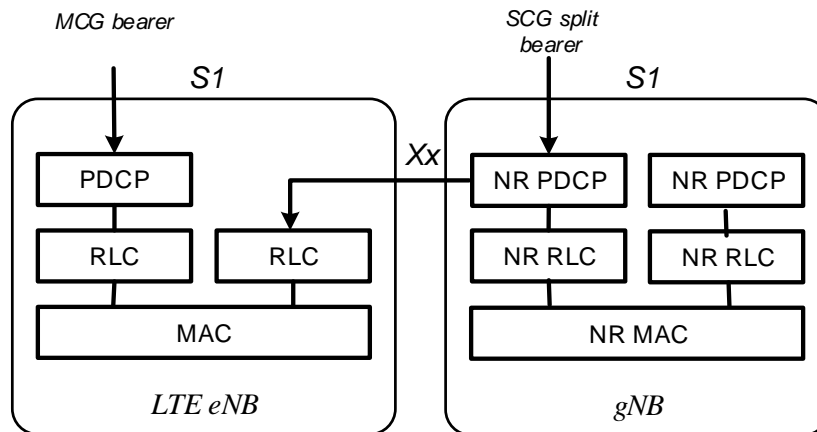 MCG bearer
SCG split
bearer
S1
S1
Xx
PDCP
NR PDCP
NR PDCP
RLC
RLC
NR RLC
NR RLC
MAC
NR MAC
LTE eNB
gNB